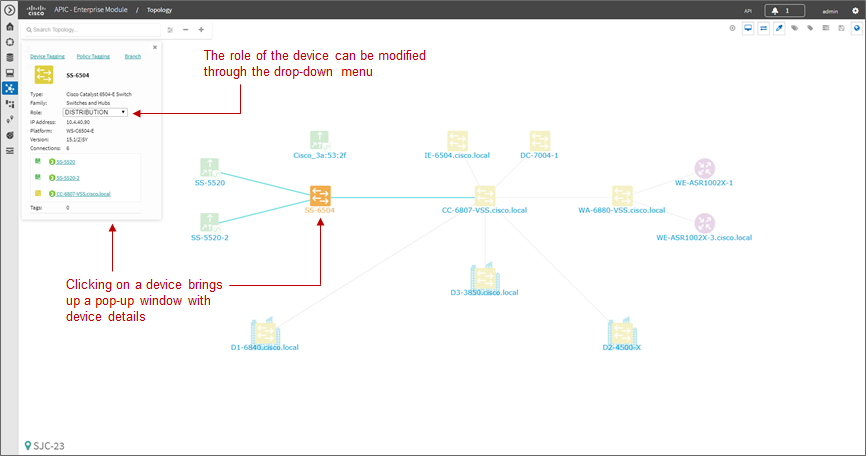 CISCO
APIC - Enterprise Module / Topology
API
1
admin
Search Topology...
Device Tagging Policy Tagging Branch
SS-6504
Type: Cisco Catalyst 6504-E Switch
Family: Switches and Hubs
Role: DISTRIBUTION
IP Address: 10.4.40.90
Platform: WS-C6504-E
Version: 15.1(2)SY
Connections: 6
2 SS-5520
2 SS-5520-2
2 CC-6807-VSS.cisco.local
Tags: 0
The role of the device can be modified
through the drop-down menu
Cisco_3a:53:2f
IE-6504.cisco.local
DC-7004-1
SS-5520
SS-6504
CC-6807-VSS.cisco.local
WA-6880-VSS.cisco.local
WE-ASR1002X-1
SS-5520-2
WE-ASR1002X-3.cisco.local
Clicking on a device brings
up a pop-up window with
device details
D3-3850.cisco.local
D1-6840.cisco.local
D2-4500-X
SJC-23